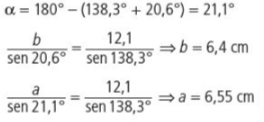 α = 180° – (138,3° + 20,6°) = 21,1°
b/sen 20,6° = 12,1/sen 138,3° ⇒ b = 6,4 cm
a/sen 21,1° = 12,1/sen 138,3° ⇒ a = 6,55 cm